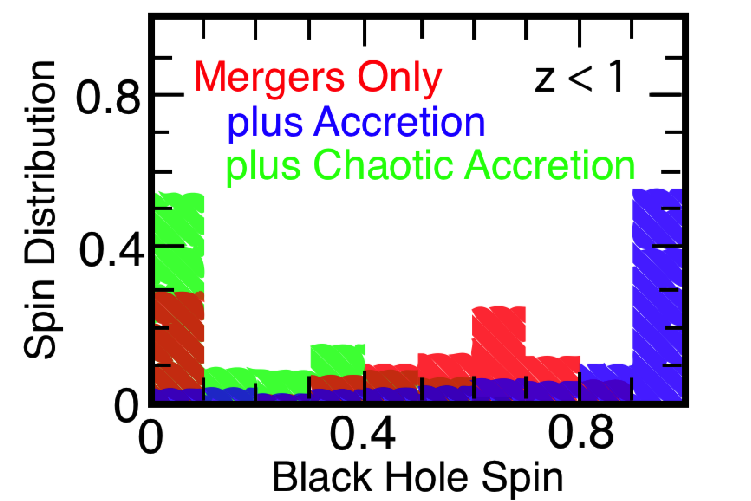 Mergers Only
z < 1
plus Accretion
plus Chaotic Accretion
Spin Distribution
0.8
0.4
0
0
0.4
0.8
Black Hole Spin